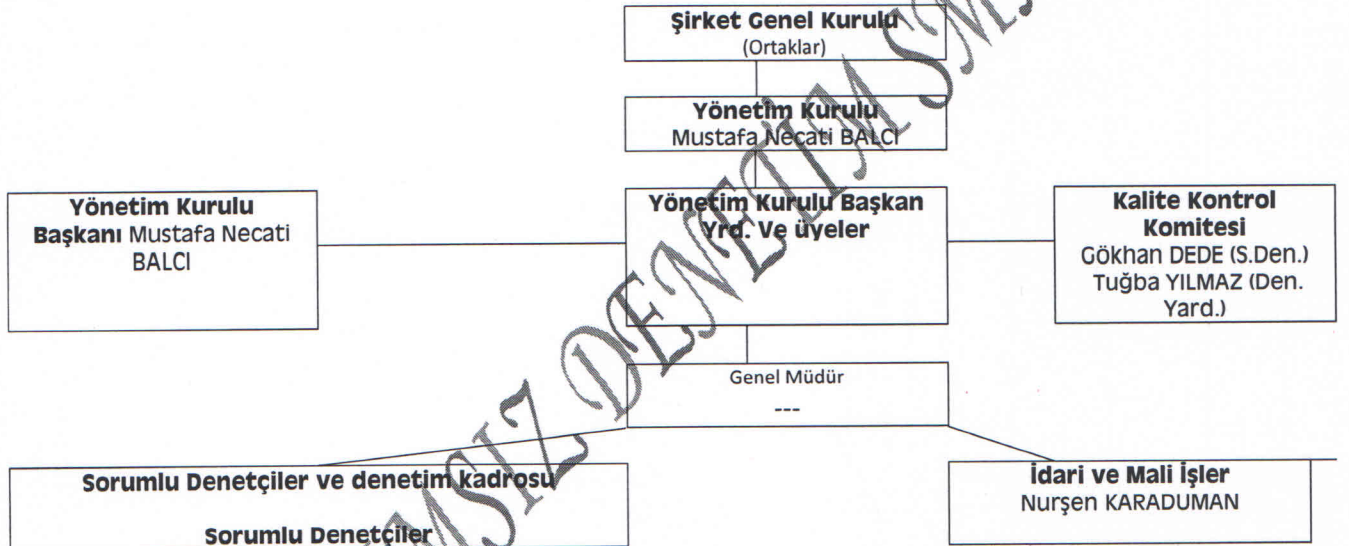 Şirket Genel Kurulu
(Ortaklar)
Yönetim Kurulu
Mustafa Necati BALCI
Yönetim Kurulu
Başkanı Mustafa Necati
BALCI
Yönetim Kurulu Başkan
Yrd. Ve üyeler
Kalite Kontrol
Komitesi
Gökhan DEDE (S.Den.)
Tuğba YILMAZ (Den.
Yard.)
Genel Müdür
---
Sorumlu Denetçiler ve denetim kadrosu
Sorumlu Denetçiler
İdari ve Mali İşler
Nurşen KARADUMAN
DENETİM